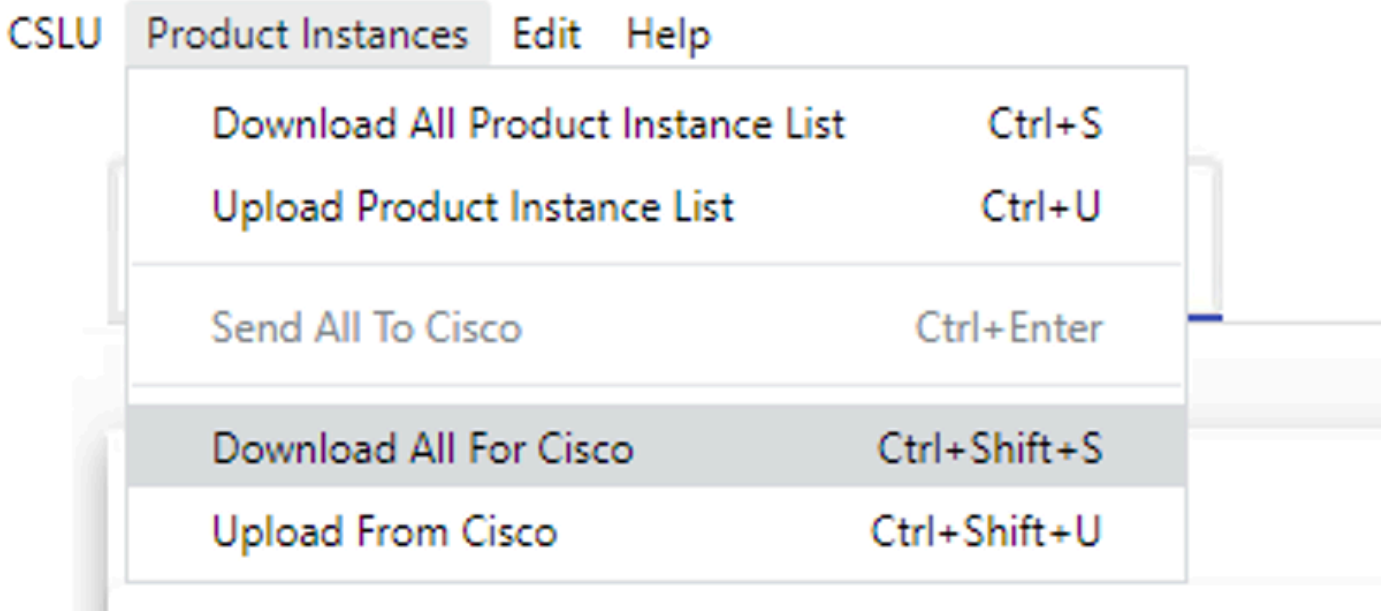 CSLU Product Instances Edit Help
Download All Product Instance List Ctrl+S
Upload Product Instance List Ctrl+U
Send All To Cisco Ctrl+Enter
Download All For Cisco Ctrl+Shift+S
Upload From Cisco Ctrl+Shift+U